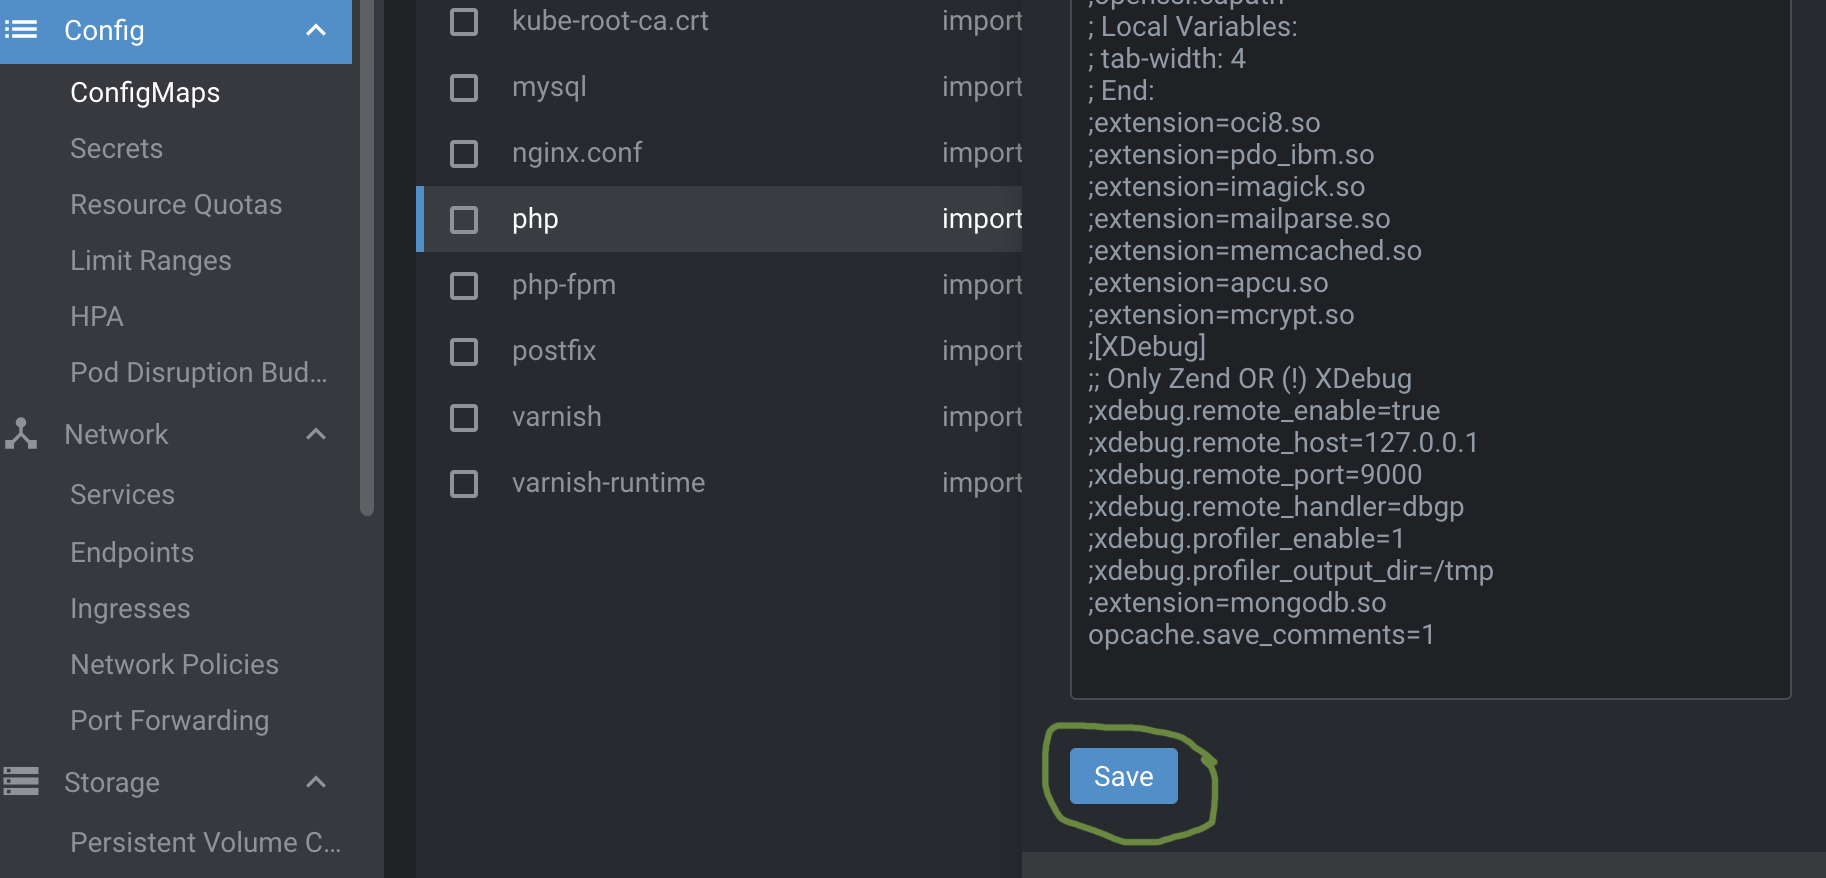 Config
ConfigMaps
Secrets
Resource Quotas
Limit Ranges
HPA
Pod Disruption Bud...
Network
Services
Endpoints
Ingresses
Network Policies
Port Forwarding
Storage
Persistent Volume C...
kube-root-ca.crt import
mysql import
nginx.conf import
php import
php-fpm import
postfix import
varnish import
varnish-runtime import
; Local Variables:
; tab-width: 4
; End:
;extension=oci8.so
;extension=pdo_ibm.so
;extension=imagick.so
;extension=mailparse.so
;extension=memcached.so
;extension=apcu.so
;extension=mcrypt.so
;[XDebug]
;; Only Zend OR (!) XDebug
;xdebug.remote_enable=true
;xdebug.remote_host=127.0.0.1
;xdebug.remote_port=9000
;xdebug.remote_handler=dbgp
;xdebug.profiler_enable=1
;xdebug.profiler_output_dir=/tmp
;extension=mongodb.so
opcache.save_comments=1
Save